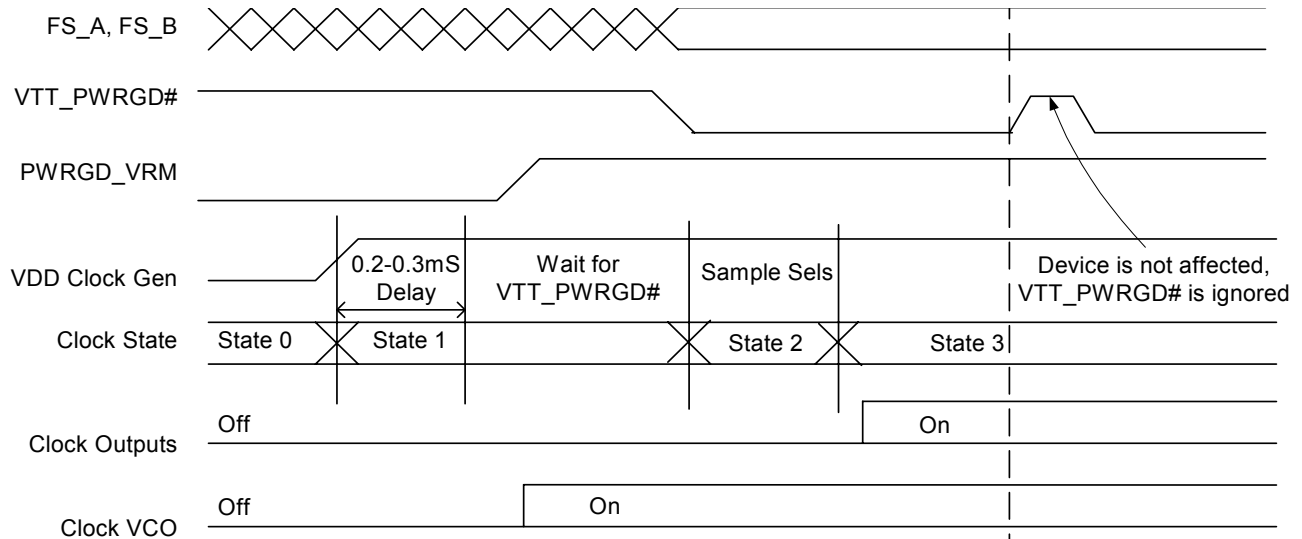 FS_A, FS_B
VTT_PWRGD#
PWRGD_VRM
VDD Clock Gen
0.2-0.3mS
Delay
Wait for
VTT_PWRGD#
Sample Sels
Device is not affected,
VTT_PWRGD# is ignored
Clock State
State 0
State 1
State 2
State 3
Clock Outputs
Off
On
Clock VCO
Off
On